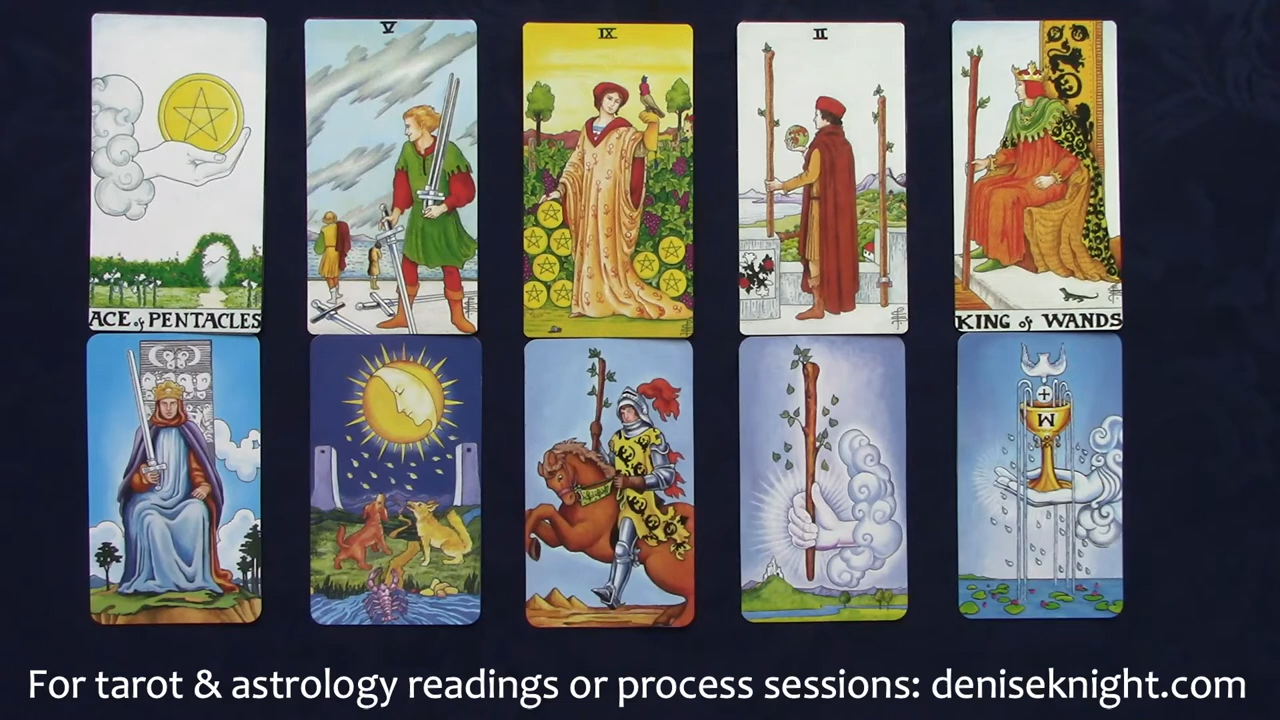 V
IX
II
ACE of PENTACLES
KING of WANDS
M
For tarot & astrology readings or process sessions: deniseknight.com